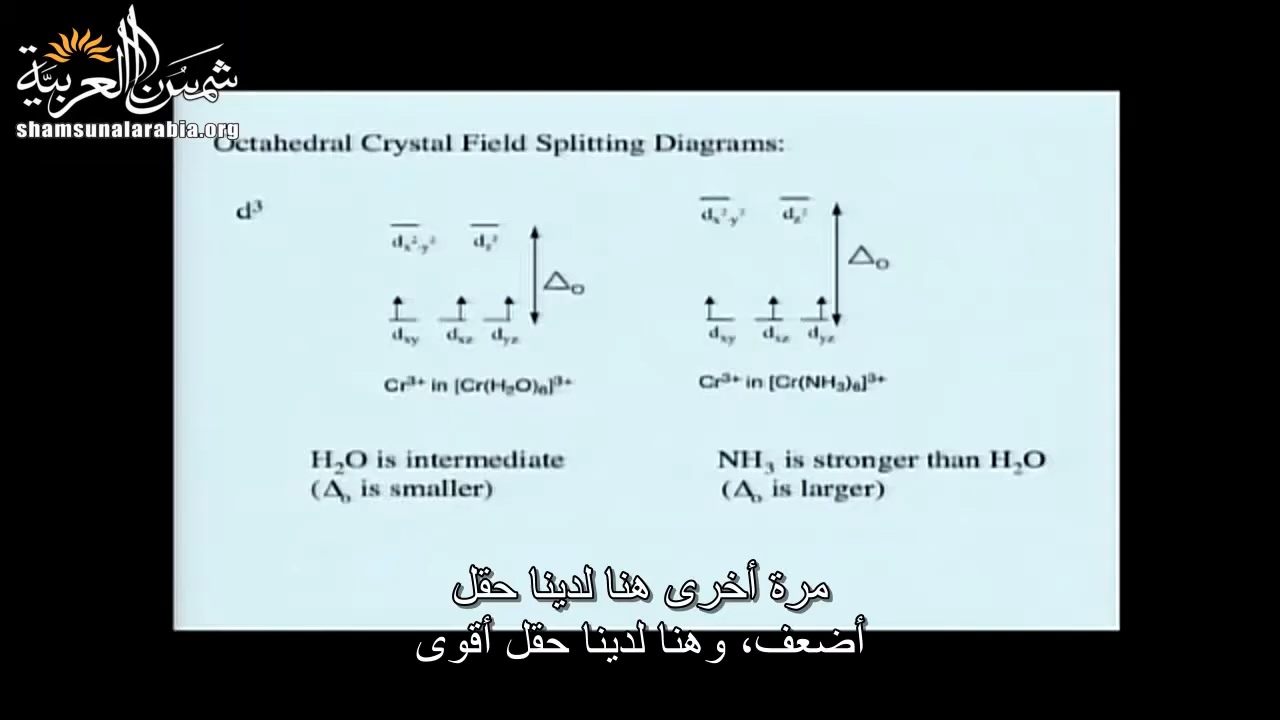 شمس العربية
shamsunalarabia.org
Octahedral Crystal Field Splitting Diagrams:
d³
dx²-y² dz²
Δo
dxy dxz dyz
Cr³⁺ in [Cr(H₂O)₆]³⁺
H₂O is intermediate
(Δo is smaller)
dx²-y² dz²
Δo
dxy dxz dyz
Cr³⁺ in [Cr(NH₃)₆]³⁺
NH₃ is stronger than H₂O
(Δo is larger)
مرة أخرى هنا لدينا حقل
أضعف، وهنا لدينا حقل أقوى